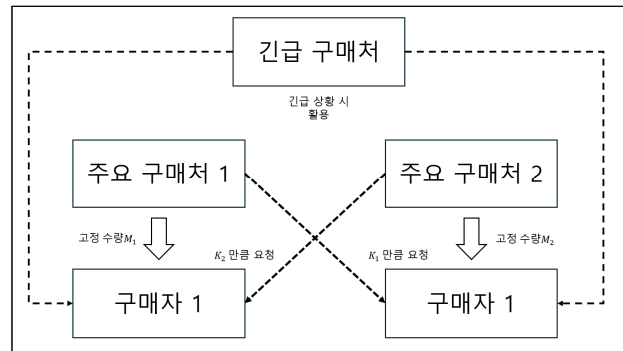 긴급 구매처
긴급 상황 시
활용
주요 구매처 1
주요 구매처 2
고정 수량M₁
고정 수량M₂
K₂ 만큼 요청
K₁ 만큼 요청
구매자 1
구매자 1